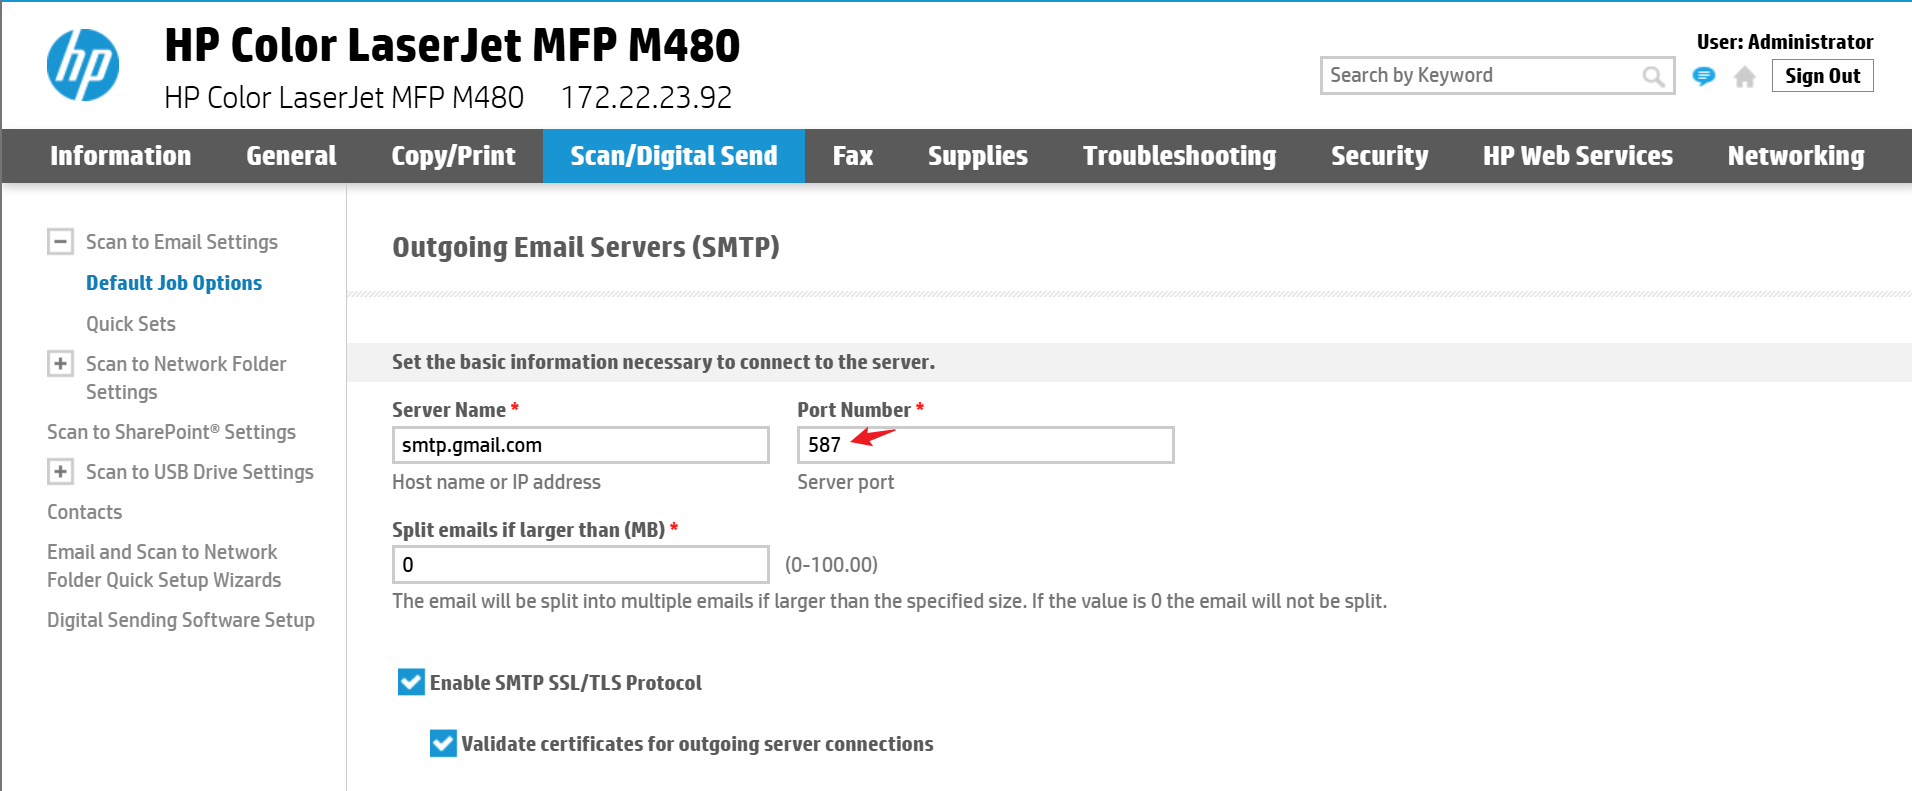 hp
HP Color LaserJet MFP M480
HP Color LaserJet MFP M480 172.22.23.92
User: Administrator
Search by Keyword
Sign Out
Information General Copy/Print Scan/Digital Send Fax Supplies Troubleshooting Security HP Web Services Networking
Scan to Email Settings
Default Job Options
Quick Sets
Scan to Network Folder
Settings
Scan to SharePoint® Settings
Scan to USB Drive Settings
Contacts
Email and Scan to Network
Folder Quick Setup Wizards
Digital Sending Software Setup
Outgoing Email Servers (SMTP)
Set the basic information necessary to connect to the server.
Server Name * Port Number *
smtp.gmail.com 587
Host name or IP address Server port
Split emails if larger than (MB) *
0 (0-100.00)
The email will be split into multiple emails if larger than the specified size. If the value is 0 the email will not be split.
Enable SMTP SSL/TLS Protocol
Validate certificates for outgoing server connections